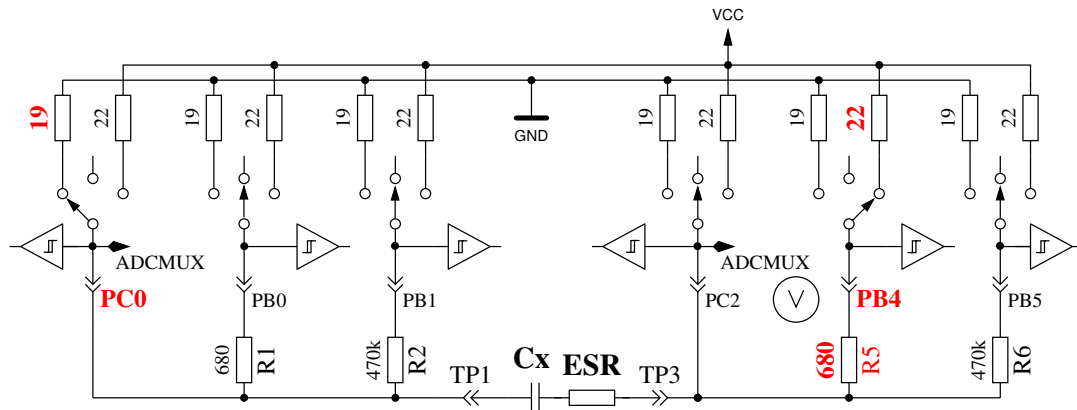 VCC
19
22
19
22
19
22
GND
19
22
19
22
19
22
ADCMUX
ADCMUX
PC0
PB0
PB1
PC2
V
PB4
PB5
680
R1
470k
R2
TP1
Cx
ESR
TP3
680
R5
470k
R6